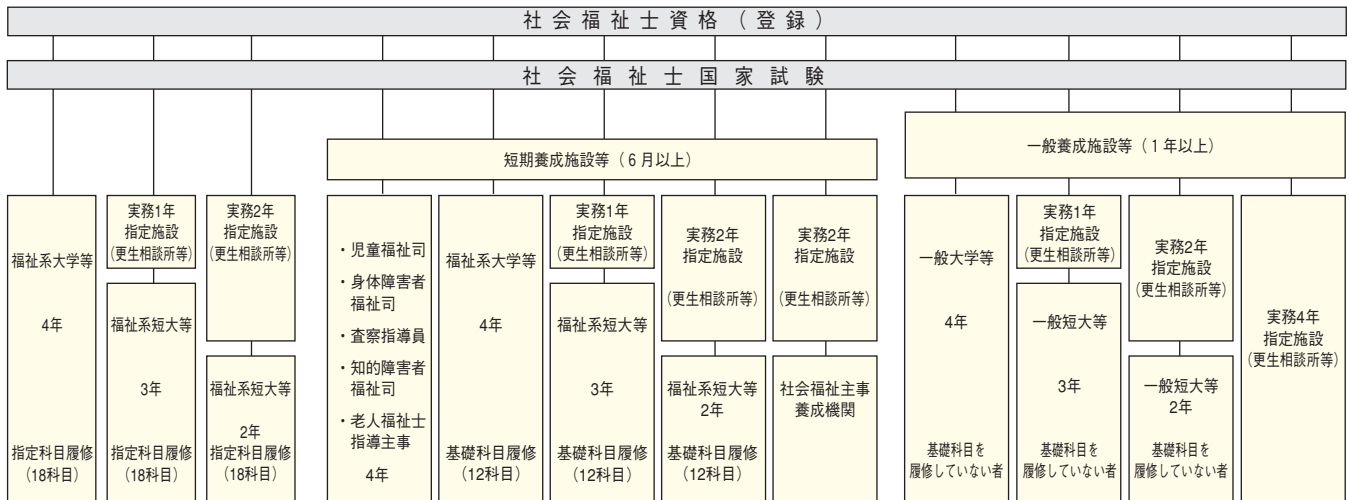 社会福祉士資格（登録）
社会福祉士国家試験
短期養成施設等（6月以上）
一般養成施設等（1年以上）
福祉系大学等
4年
指定科目履修
（18科目）
実務1年
指定施設
（更生相談所等）
福祉系短大等
3年
指定科目履修
（18科目）
実務2年
指定施設
（更生相談所等）
福祉系短大等
2年
指定科目履修
（18科目）
・児童福祉司
・身体障害者
福祉司
・査察指導員
・知的障害者
福祉司
・老人福祉士
指導主事
4年
福祉系大学等
4年
基礎科目履修
（12科目）
実務1年
指定施設
（更生相談所等）
福祉系短大等
3年
基礎科目履修
（12科目）
実務2年
指定施設
（更生相談所等）
福祉系短大等
2年
基礎科目履修
（12科目）
実務2年
指定施設
（更生相談所等）
社会福祉主事
養成機関
一般大学等
4年
基礎科目を
履修していない者
実務1年
指定施設
（更生相談所等）
一般短大等
3年
基礎科目を
履修していない者
実務2年
指定施設
（更生相談所等）
一般短大等
2年
基礎科目を
履修していない者
実務4年
指定施設
（更生相談所等）